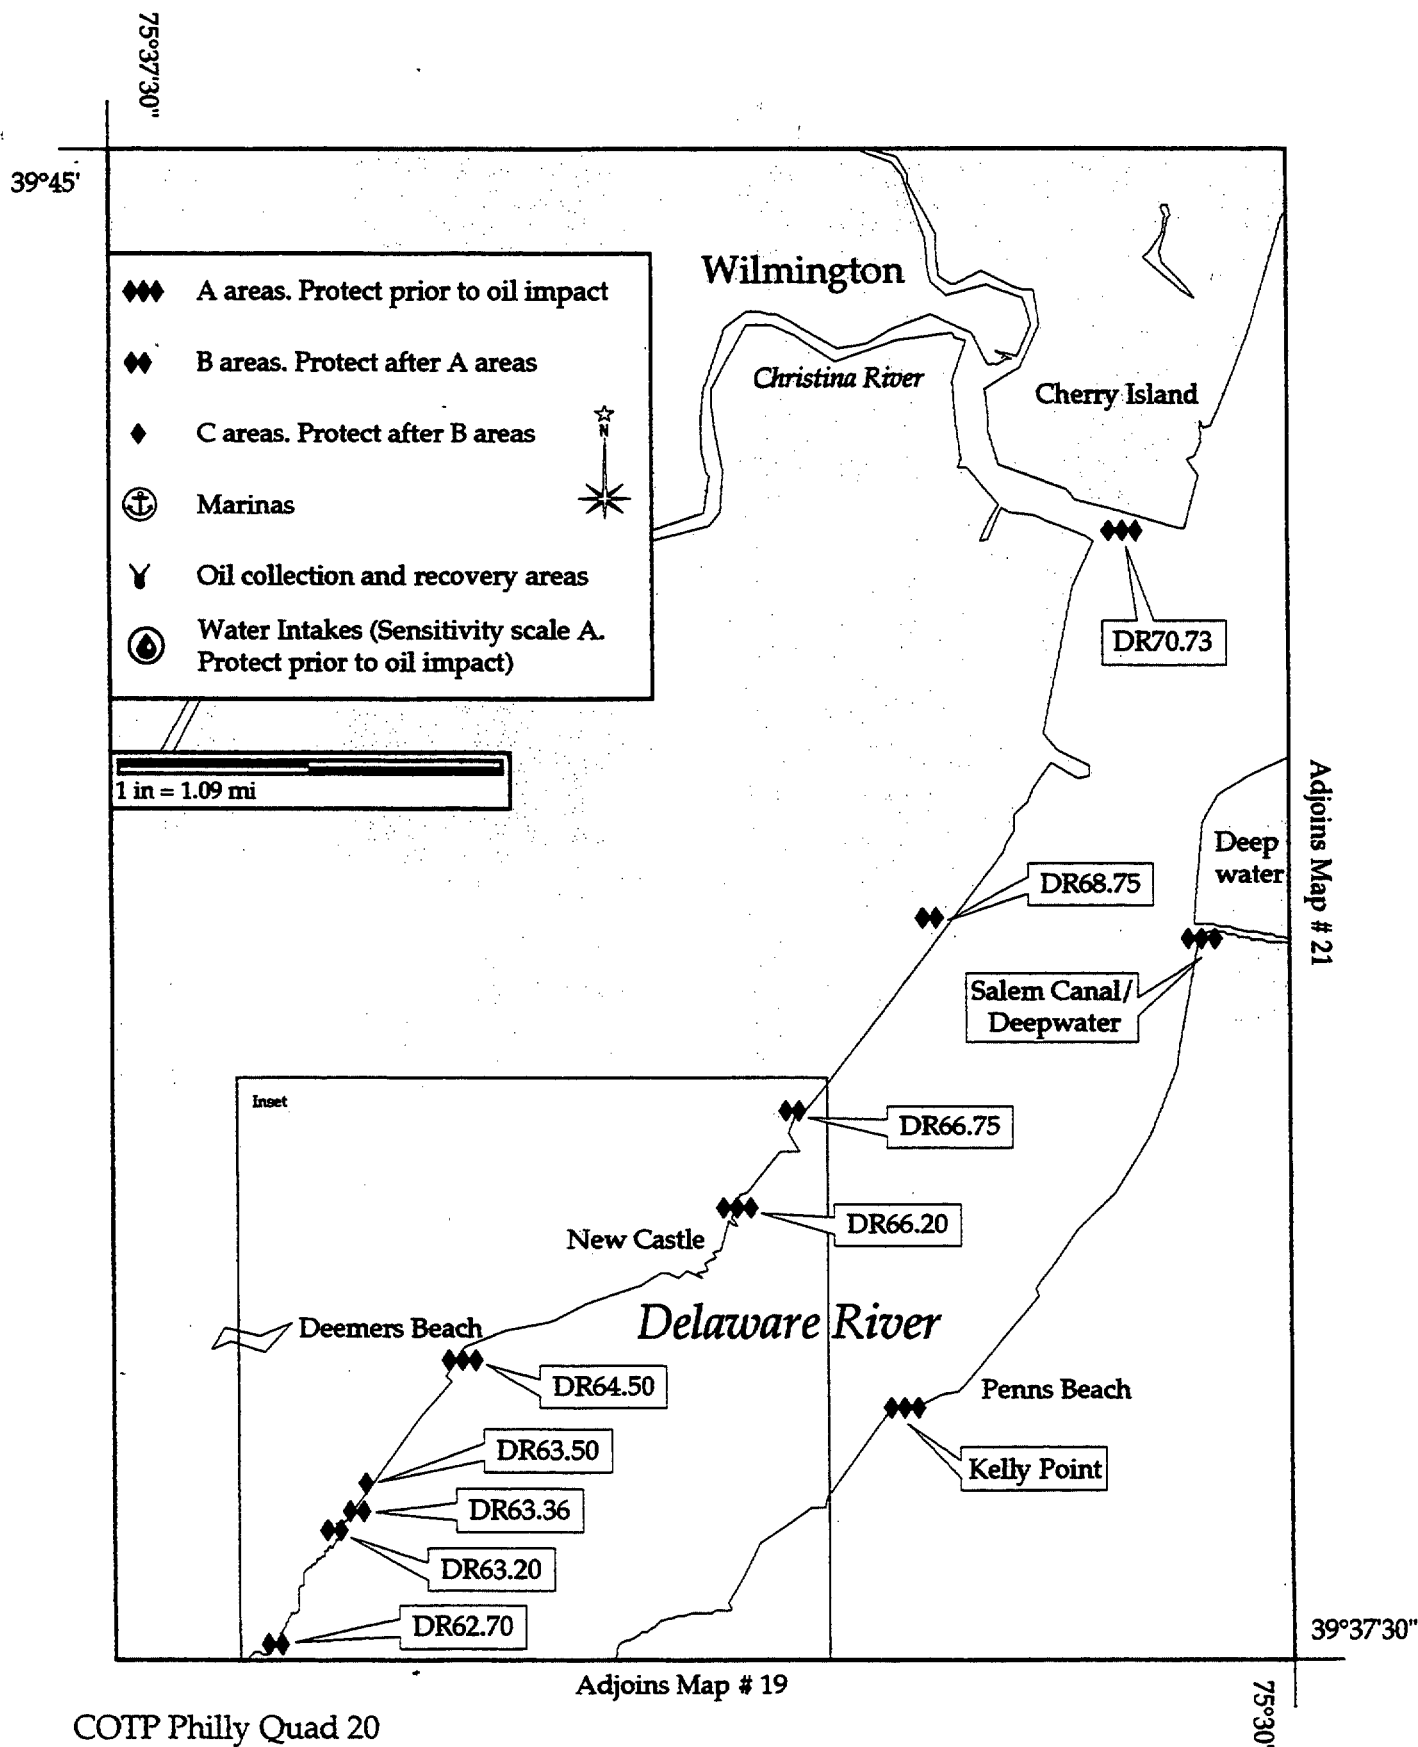 75°37'30"
39°45'
Wilmington
A areas. Protect prior to oil impact
B areas. Protect after A areas
Christina River
Cherry Island
C areas. Protect after B areas
N
Marinas
Oil collection and recovery areas
Water Intakes (Sensitivity scale A.
Protect prior to oil impact)
DR70.73
1 in = 1.09 mi
Adjoins Map # 21
Deep
water
DR68.75
Salem Canal/
Deepwater
Inset
DR66.75
DR66.20
New Castle
Delaware River
Deemers Beach
DR64.50
Penns Beach
DR63.50
Kelly Point
DR63.36
DR63.20
DR62.70
39°37'30"
Adjoins Map # 19
75°30'
COTP Philly Quad 20